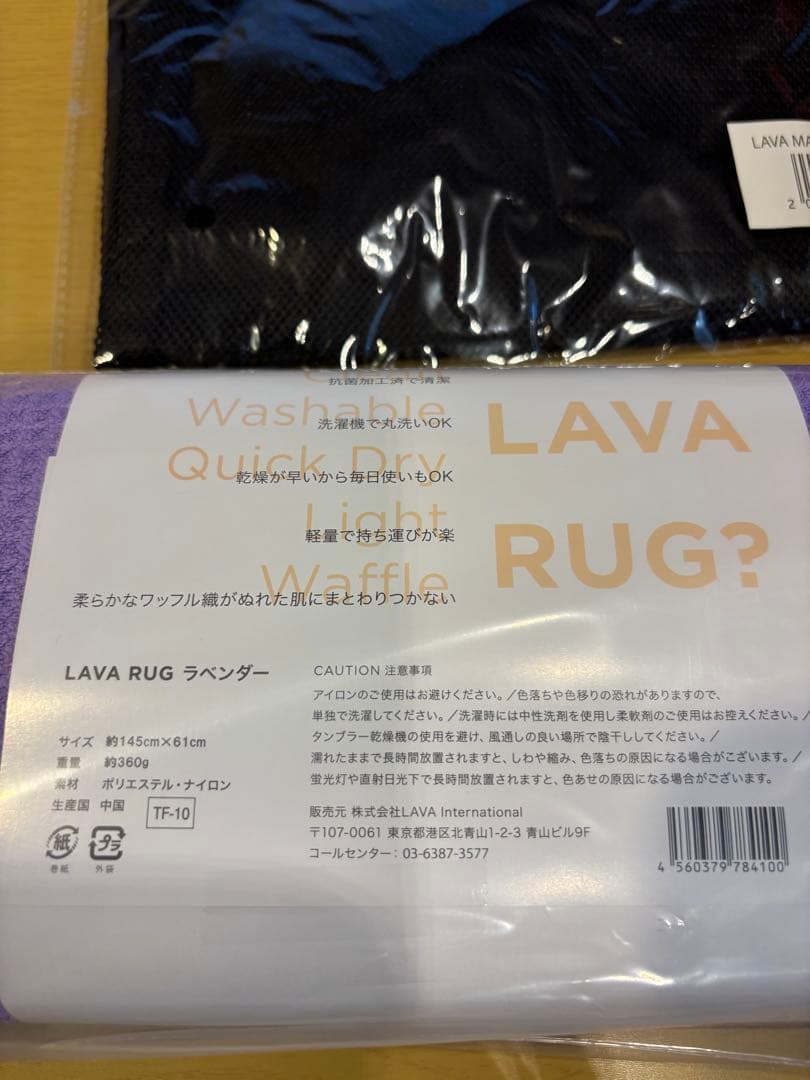 LAVA MA
2
抗菌加工済で清潔
Washable
洗濯機で丸洗いOK
Quick Dry
乾燥が早いから毎日使いもOK
Light
軽量で持ち運びが楽
Waffle
柔らかなワッフル織がぬれた肌にまとわりつかない
LAVA
RUG?
LAVA RUG ラベンダー
サイズ 約145cm×61cm
重量 約360g
素材 ポリエステル・ナイロン
生産国 中国
TF-10
紙
巻紙
プラ
外袋
CAUTION 注意事項
アイロンのご使用はお避けください。／色落ちや色移りの恐れがありますので、
単独で洗濯してください。／洗濯時には中性洗剤を使用し柔軟剤のご使用はお控えください。／
タンブラー乾燥機の使用を避け、風通しの良い場所で陰干ししてください。／
濡れたままで長時間放置されますと、しわや縮み、色落ちの原因になる場合がございます。／
蛍光灯や直射日光下で長時間放置されますと、色あせの原因になる場合がございます。
販売元 株式会社LAVA International
〒107-0061 東京都港区北青山1-2-3 青山ビル9F
コールセンター：03-6387-3577
4 560379 784100